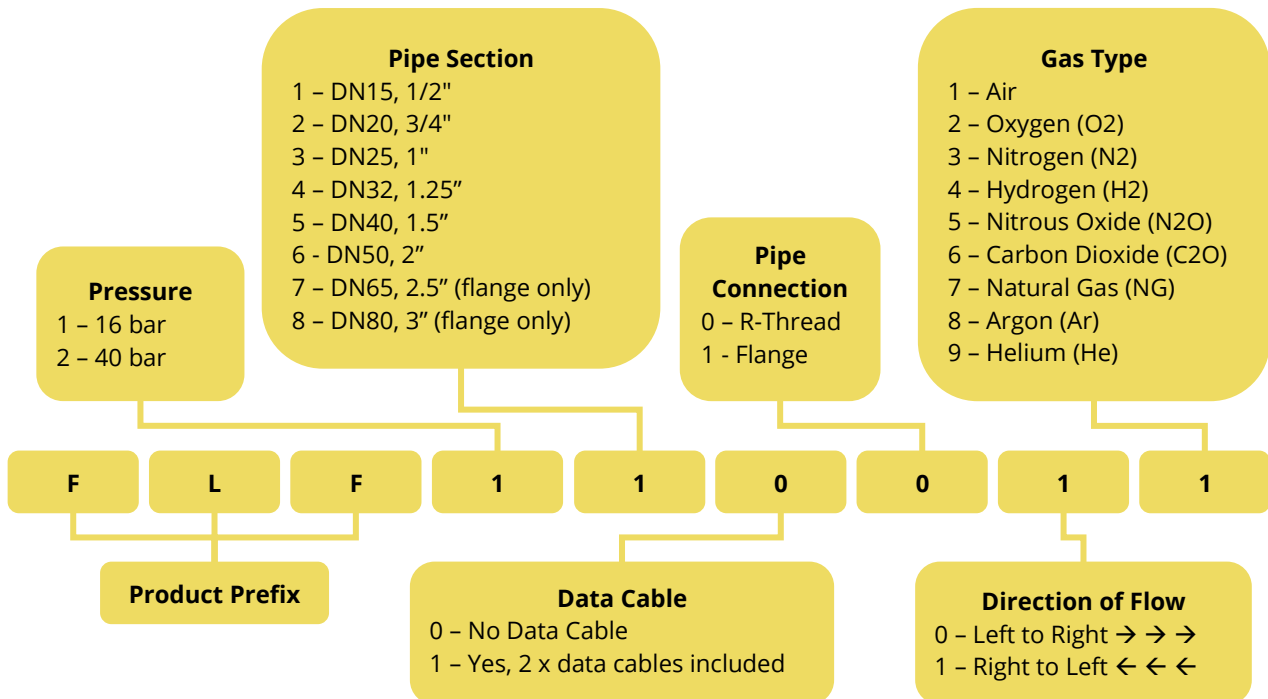 Pipe Section
1 – DN15, 1/2"
2 – DN20, 3/4"
3 – DN25, 1"
4 – DN32, 1.25”
5 – DN40, 1.5”
6 - DN50, 2”
7 – DN65, 2.5” (flange only)
8 – DN80, 3” (flange only)
Gas Type
1 – Air
2 – Oxygen (O2)
3 – Nitrogen (N2)
4 – Hydrogen (H2)
5 – Nitrous Oxide (N2O)
6 – Carbon Dioxide (C2O)
7 – Natural Gas (NG)
8 – Argon (Ar)
9 – Helium (He)
Pressure
1 – 16 bar
2 – 40 bar
Pipe
Connection
0 – R-Thread
1 - Flange
F L F 1 1 0 0 1 1
Product Prefix
Data Cable
0 – No Data Cable
1 – Yes, 2 x data cables included
Direction of Flow
0 – Left to Right → → →
1 – Right to Left ← ← ←